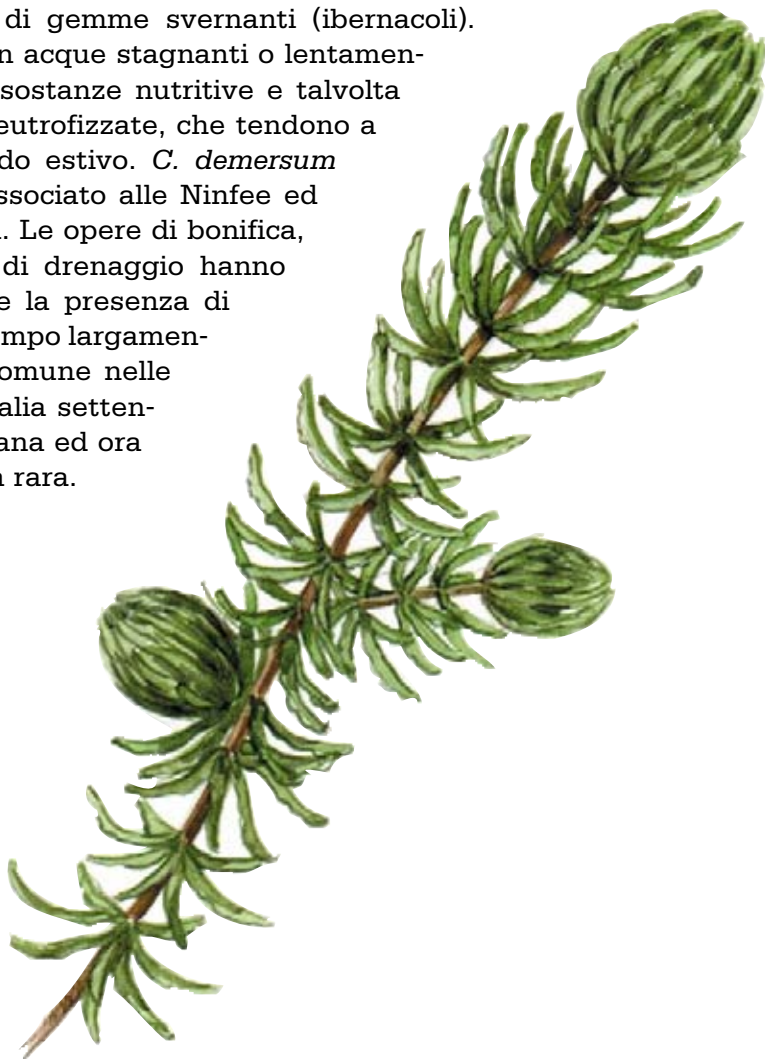 di gemme svernanti (ibernacoli).
n acque stagnanti o lentamen-
sostanze nutritive e talvolta
eutrofizzate, che tendono a
do estivo. C. demersum
ssociato alle Ninfee ed
. Le opere di bonifica,
di drenaggio hanno
e la presenza di
mpo largamen-
omune nelle
alia setten-
ana ed ora
rara.